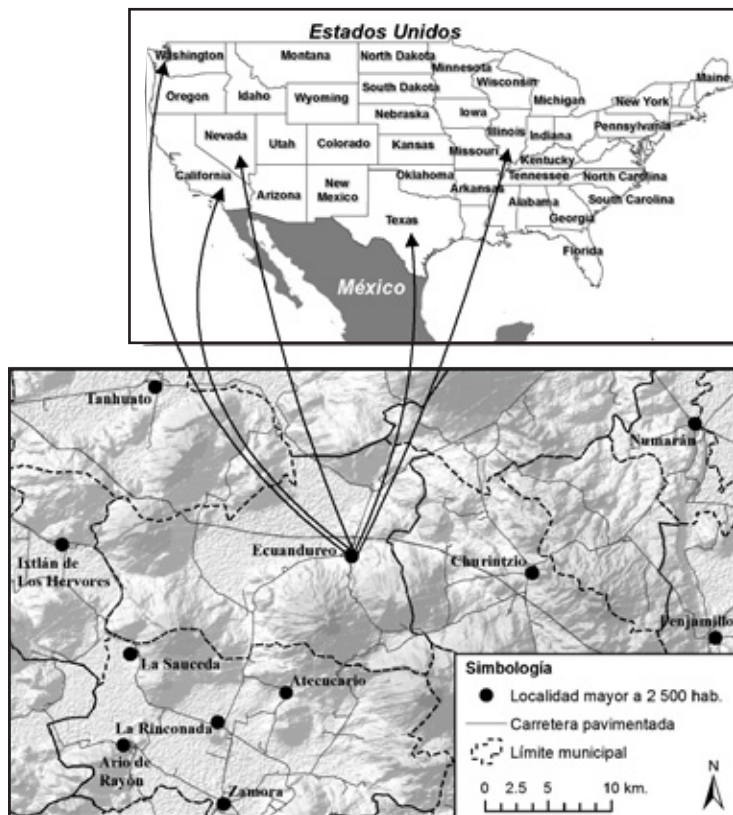 Estados Unidos
Washington
Montana
North Dakota
Minnesota
Maine
Oregon
Idaho
Wyoming
South Dakota
Wisconsin
Michigan
New York
Nebraska
Iowa
Nevada
Utah
Colorado
Kansas
Missouri
Illinois
Indiana
Pennsylvania
Kentucky
California
Arizona
New
Mexico
Oklahoma
Arkansas
Tennessee
North Carolina
South Carolina
Texas
Alabama
Georgia
Florida
México
Tanhuato
Numarán
Ecuandureo
Ixtlán de
Los Hervores
Churintzio
Penjamillo
La Sauceda
Atecucario
La Rinconada
Ario de
Rayón
Zamora
Simbología
Localidad mayor a 2 500 hab.
Carretera pavimentada
Límite municipal
N
0 2.5 5 10 km.